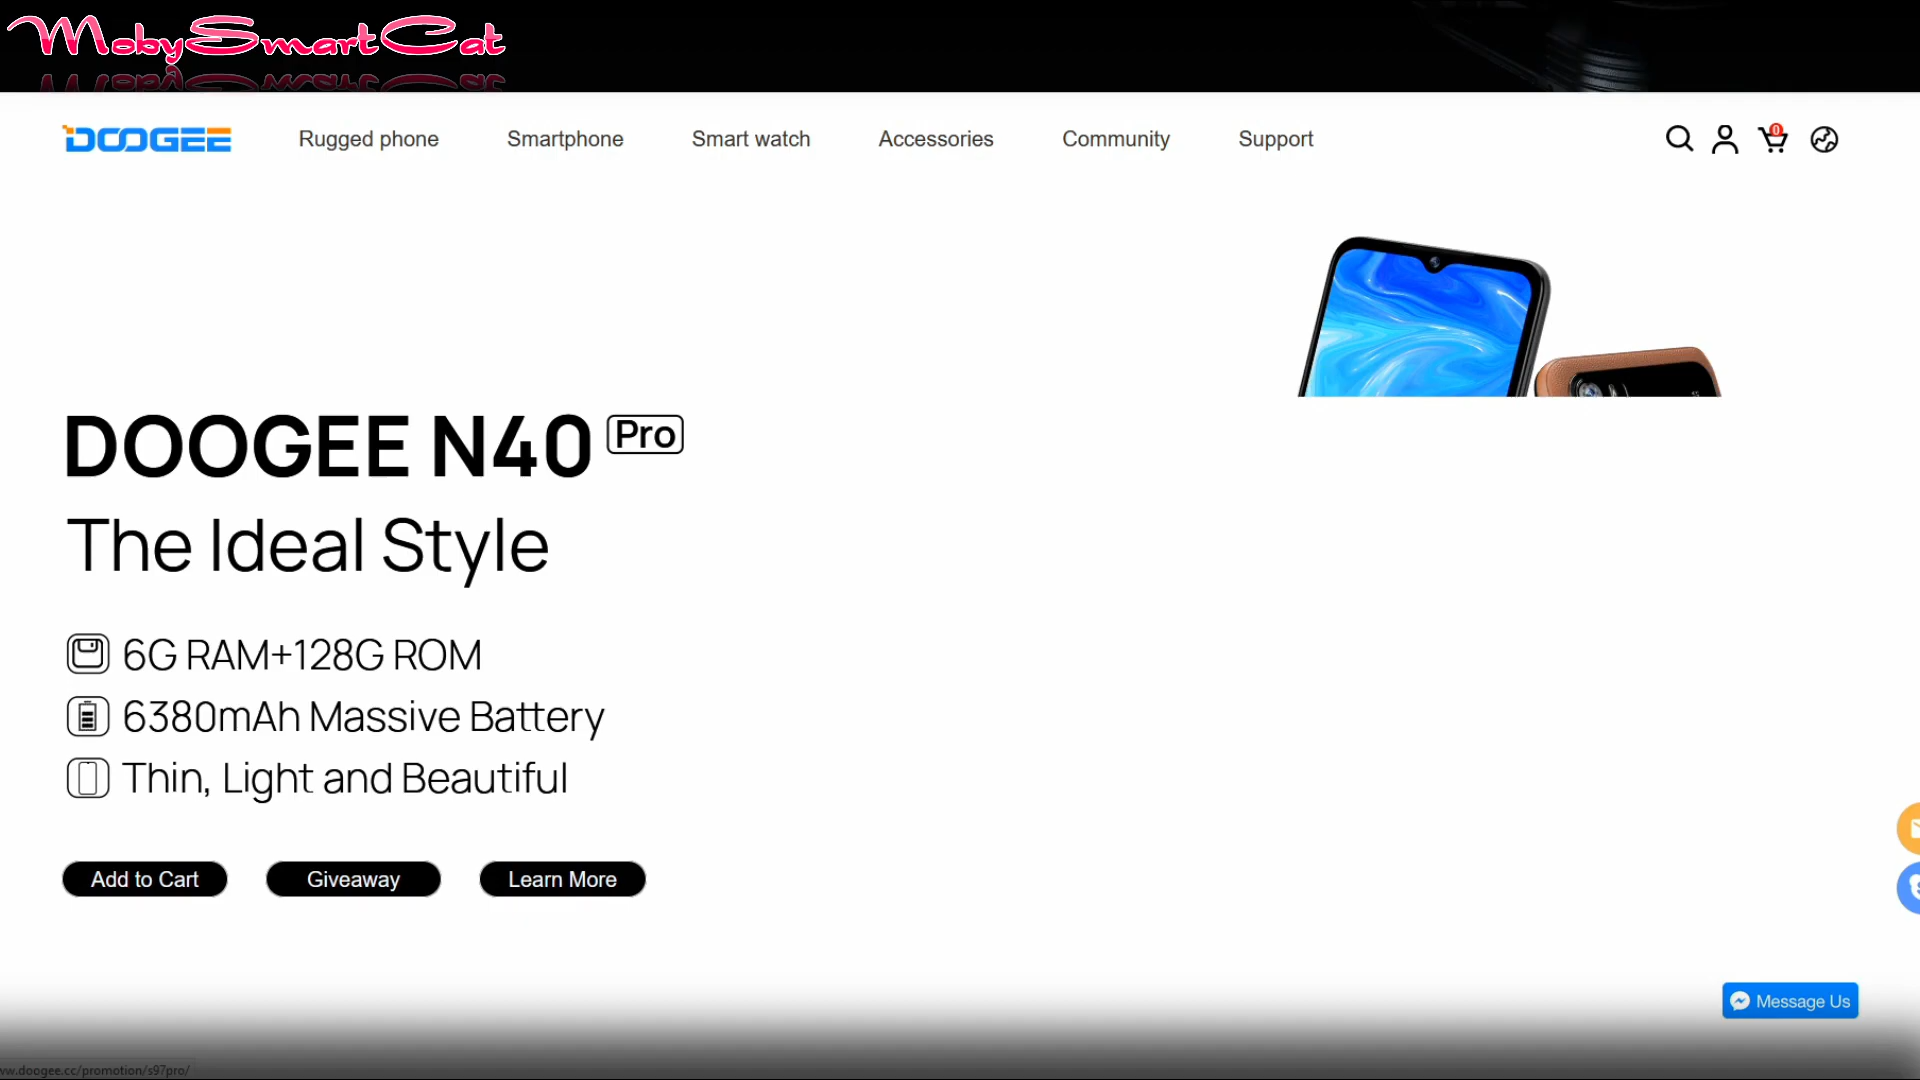 MobySmartCat
DOOGEE
Rugged phone
Smartphone
Smart watch
Accessories
Community
Support
0
DOOGEE N40 Pro
The Ideal Style
6G RAM+128G ROM
6380mAh Massive Battery
Thin, Light and Beautiful
Add to Cart
Giveaway
Learn More
Message Us
ww.doogee.cc/promotion/s97pro/